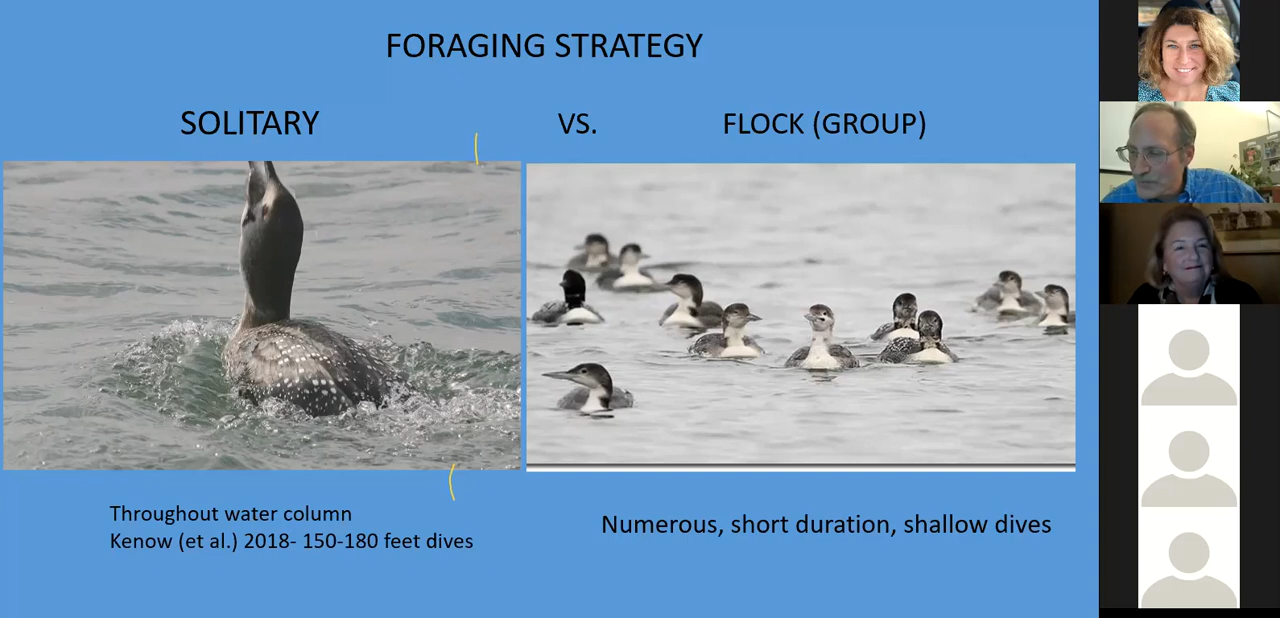 FORAGING STRATEGY
SOLITARY VS. FLOCK (GROUP)
Throughout water column
Kenow (et al.) 2018- 150-180 feet dives
Numerous, short duration, shallow dives